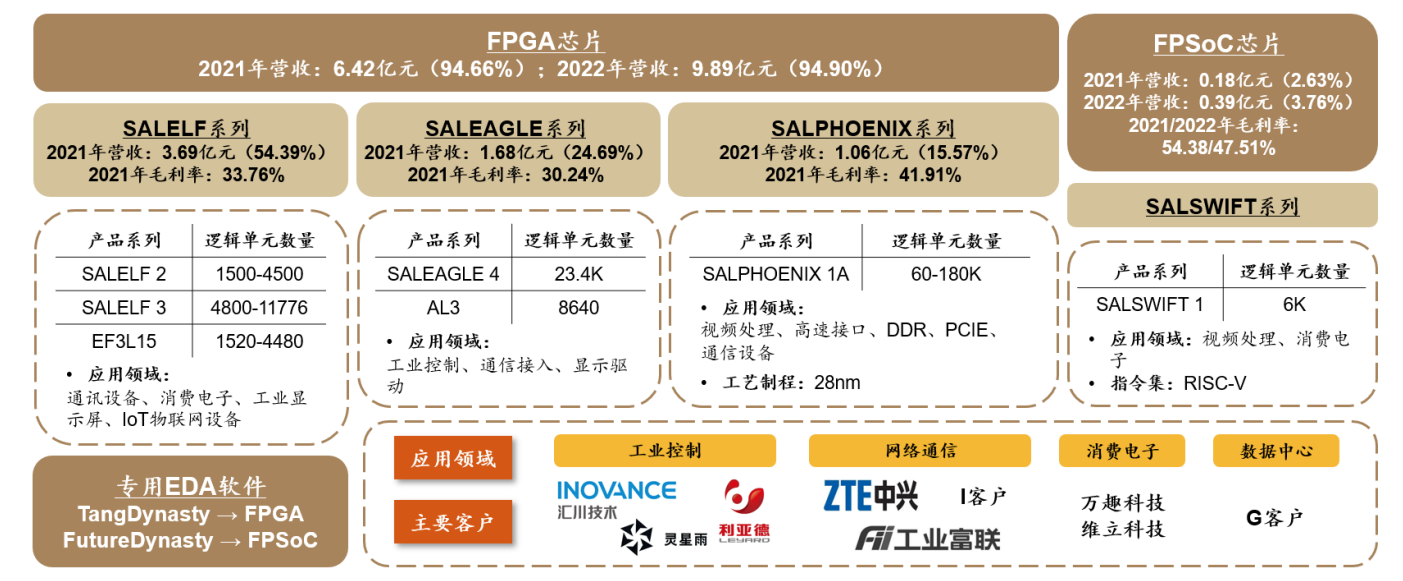 FPGA芯片
2021年营收：6.42亿元（94.66%）；2022年营收：9.89亿元（94.90%）
FPSoC芯片
2021年营收：0.18亿元（2.63%）
2022年营收：0.39亿元（3.76%）
2021/2022年毛利率：
54.38/47.51%
SALELF系列
2021年营收：3.69亿元（54.39%）
2021年毛利率：33.76%
SALEAGLE系列
2021年营收：1.68亿元（24.69%）
2021年毛利率：30.24%
SALPHOENIX系列
2021年营收：1.06亿元（15.57%）
2021年毛利率：41.91%
SALSWIFT系列
产品系列 逻辑单元数量
SALELF 2 1500-4500
SALELF 3 4800-11776
EF3L15 1520-4480
• 应用领域：
通讯设备、消费电子、工业显
示屏、IoT物联网设备
产品系列 逻辑单元数量
SALEAGLE 4 23.4K
AL3 8640
• 应用领域：
工业控制、通信接入、显示驱
动
产品系列 逻辑单元数量
SALPHOENIX 1A 60-180K
• 应用领域：
视频处理、高速接口、DDR、PCIE、
通信设备
• 工艺制程：28nm
产品系列 逻辑单元数量
SALSWIFT 1 6K
• 应用领域：视频处理、消费电
子
• 指令集：RISC-V
专用EDA软件
TangDynasty → FPGA
FutureDynasty → FPSoC
应用领域
工业控制
网络通信
消费电子
数据中心
主要客户
INOVANCE
汇川技术
灵星雨
利亚德
LEYARD
ZTE中兴
I客户
Fii工业富联
万趣科技
维立科技
G客户